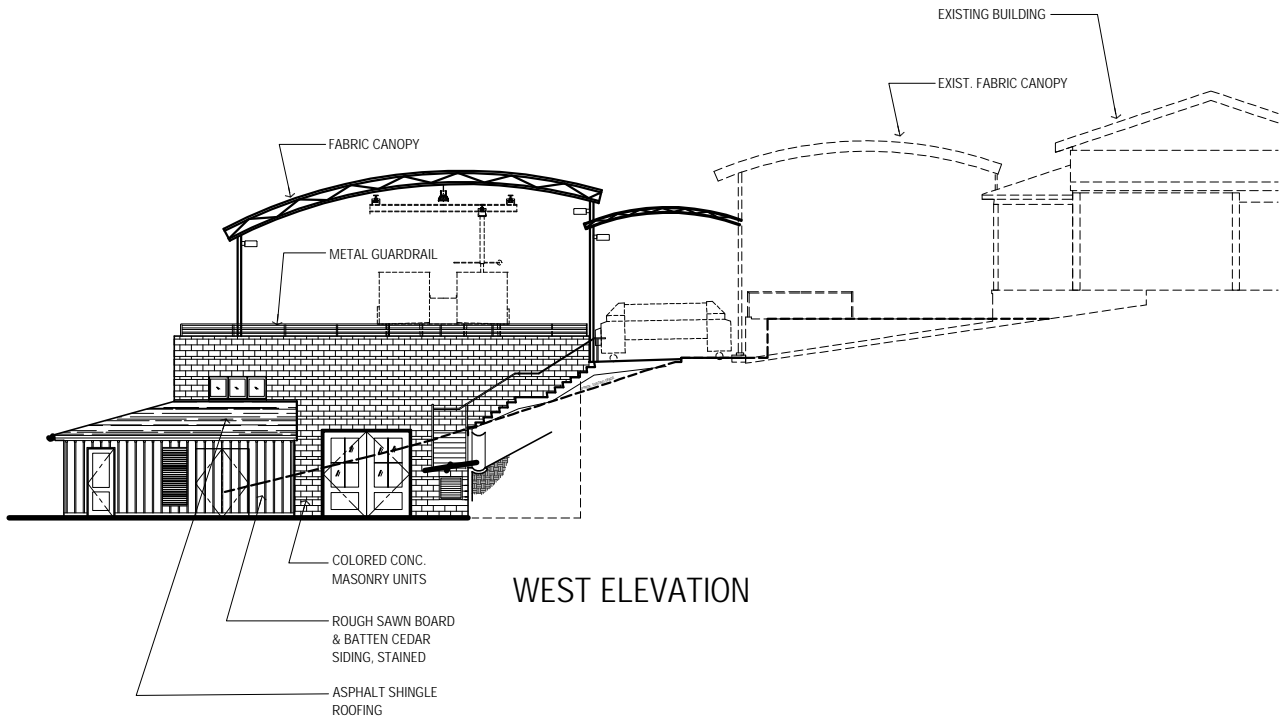 EXISTING BUILDING
EXIST. FABRIC CANOPY
FABRIC CANOPY
METAL GUARDRAIL
COLORED CONC.
MASONRY UNITS
WEST ELEVATION
ROUGH SAWN BOARD
& BATTEN CEDAR
SIDING, STAINED
ASPHALT SHINGLE
ROOFING